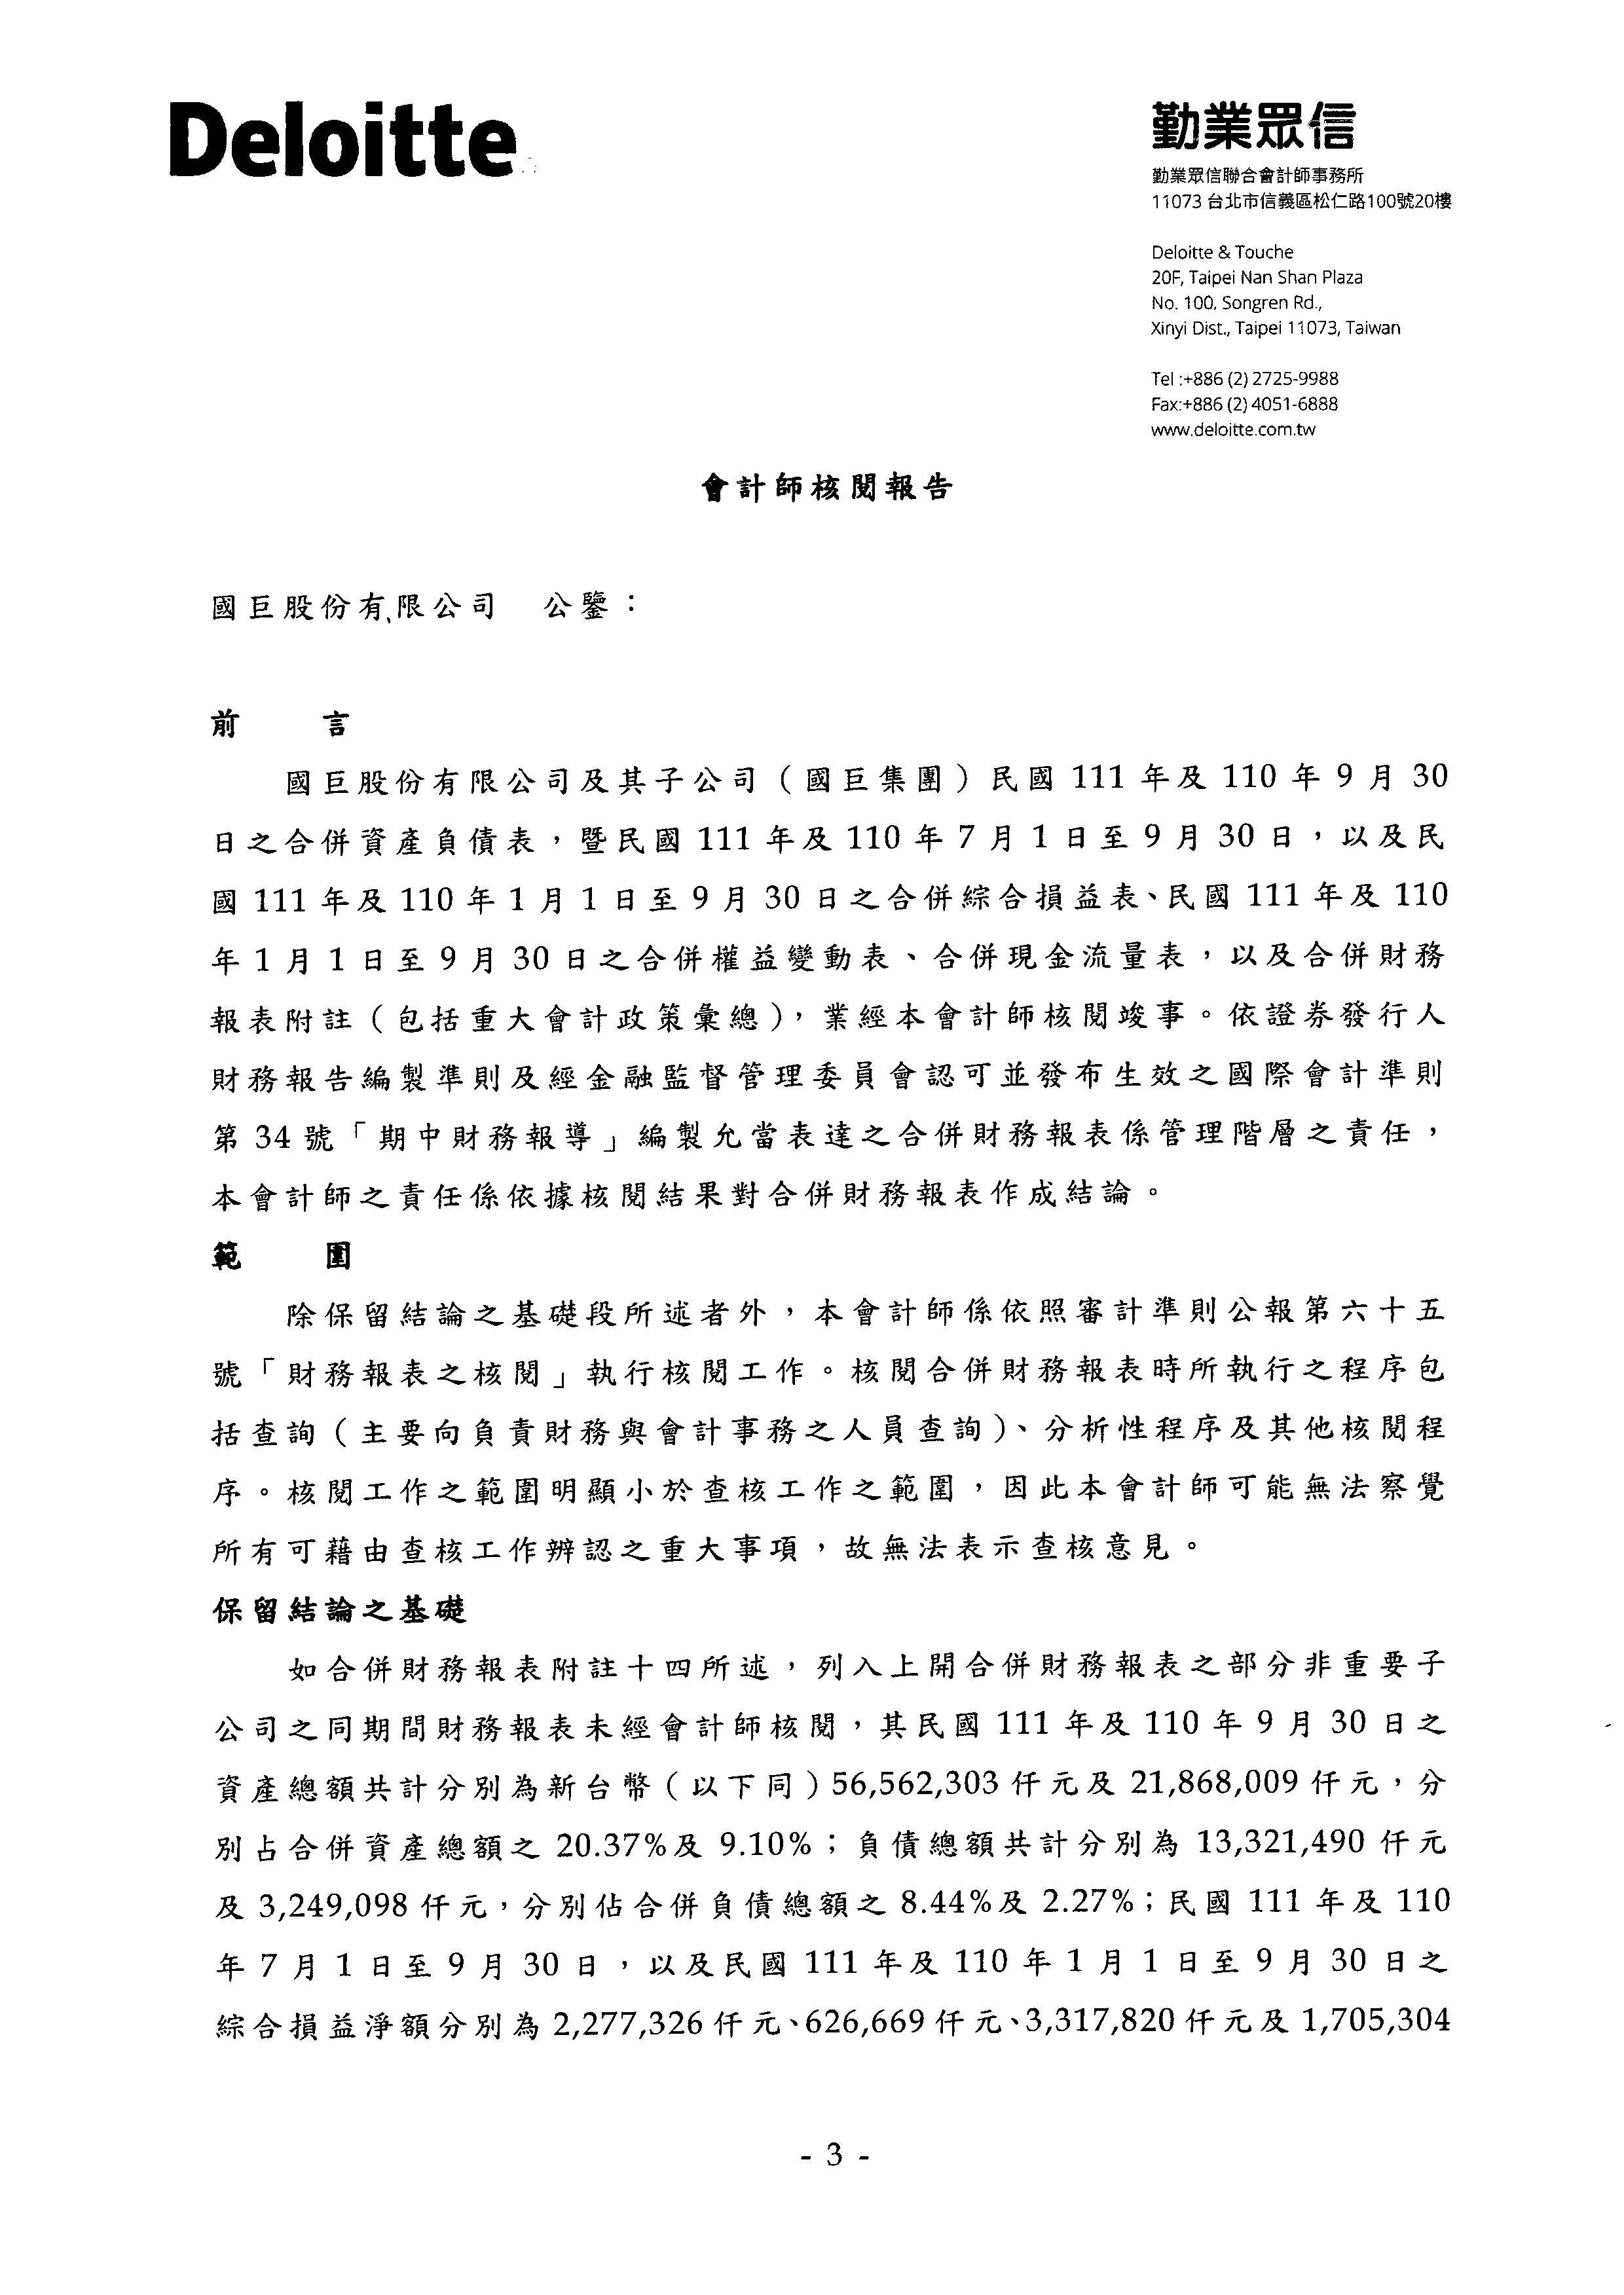 Deloitte
勤業眾信
勤業眾信聯合會計師事務所
11073 台北市信義區松仁路100號20樓
Deloitte & Touche
20F, Taipei Nan Shan Plaza
No. 100, Songren Rd.,
Xinyi Dist., Taipei 11073, Taiwan
Tel :+886 (2) 2725-9988
Fax:+886 (2) 4051-6888
www.deloitte.com.tw
會計師核閱報告
國巨股份有限公司　公鑒：
前　　言
國巨股份有限公司及其子公司（國巨集團）民國 111 年及 110 年 9 月 30
日之合併資產負債表，暨民國 111 年及 110 年 7 月 1 日至 9 月 30 日，以及民
國 111 年及 110 年 1 月 1 日至 9 月 30 日之合併綜合損益表、民國 111 年及 110
年 1 月 1 日至 9 月 30 日之合併權益變動表、合併現金流量表，以及合併財務
報表附註（包括重大會計政策彙總），業經本會計師核閱竣事。依證券發行人
財務報告編製準則及經金融監督管理委員會認可並發布生效之國際會計準則
第 34 號「期中財務報導」編製允當表達之合併財務報表係管理階層之責任，
本會計師之責任係依據核閱結果對合併財務報表作成結論。
範　　圍
除保留結論之基礎段所述者外，本會計師係依照審計準則公報第六十五
號「財務報表之核閱」執行核閱工作。核閱合併財務報表時所執行之程序包
括查詢（主要向負責財務與會計事務之人員查詢）、分析性程序及其他核閱程
序。核閱工作之範圍明顯小於查核工作之範圍，因此本會計師可能無法察覺
所有可藉由查核工作辨認之重大事項，故無法表示查核意見。
保留結論之基礎
如合併財務報表附註十四所述，列入上開合併財務報表之部分非重要子
公司之同期間財務報表未經會計師核閱，其民國 111 年及 110 年 9 月 30 日之
資產總額共計分別為新台幣（以下同）56,562,303 仟元及 21,868,009 仟元，分
別占合併資產總額之 20.37%及 9.10%；負債總額共計分別為 13,321,490 仟元
及 3,249,098 仟元，分別佔合併負債總額之 8.44%及 2.27%；民國 111 年及 110
年 7 月 1 日至 9 月 30 日，以及民國 111 年及 110 年 1 月 1 日至 9 月 30 日之
綜合損益淨額分別為 2,277,326 仟元、626,669 仟元、3,317,820 仟元及 1,705,304
- 3 -